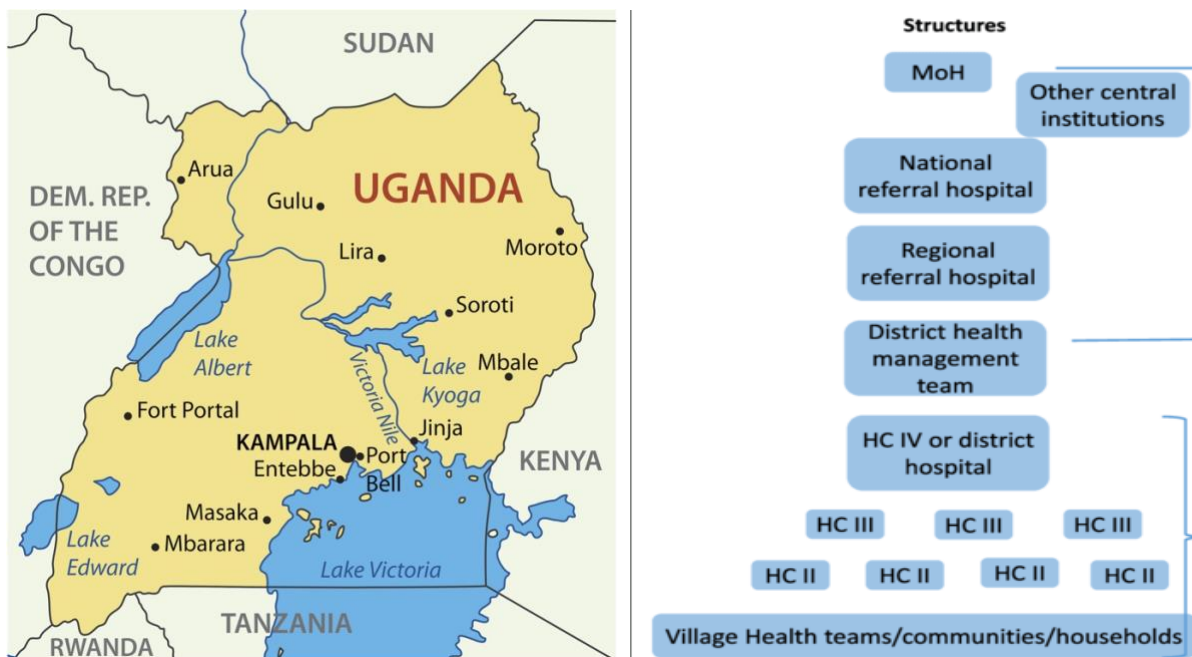 SUDAN
Arua
DEM. REP.
OF THE
CONGO
UGANDA
Gulu
Moroto
Lira
Soroti
Lake
Albert
Lake
Kyoga
Victoria Nile
Mbale
Fort Portal
Jinja
KAMPALA
Port
Bell
Entebbe
KENYA
Masaka
Lake
Edward
Mbarara
Lake Victoria
TANZANIA
RWANDA
Structures
MoH
Other central
institutions
National
referral hospital
Regional
referral hospital
District health
management
team
HC IV or district
hospital
HC III HC III HC III
HC II HC II HC II HC II
Village Health teams/communities/households